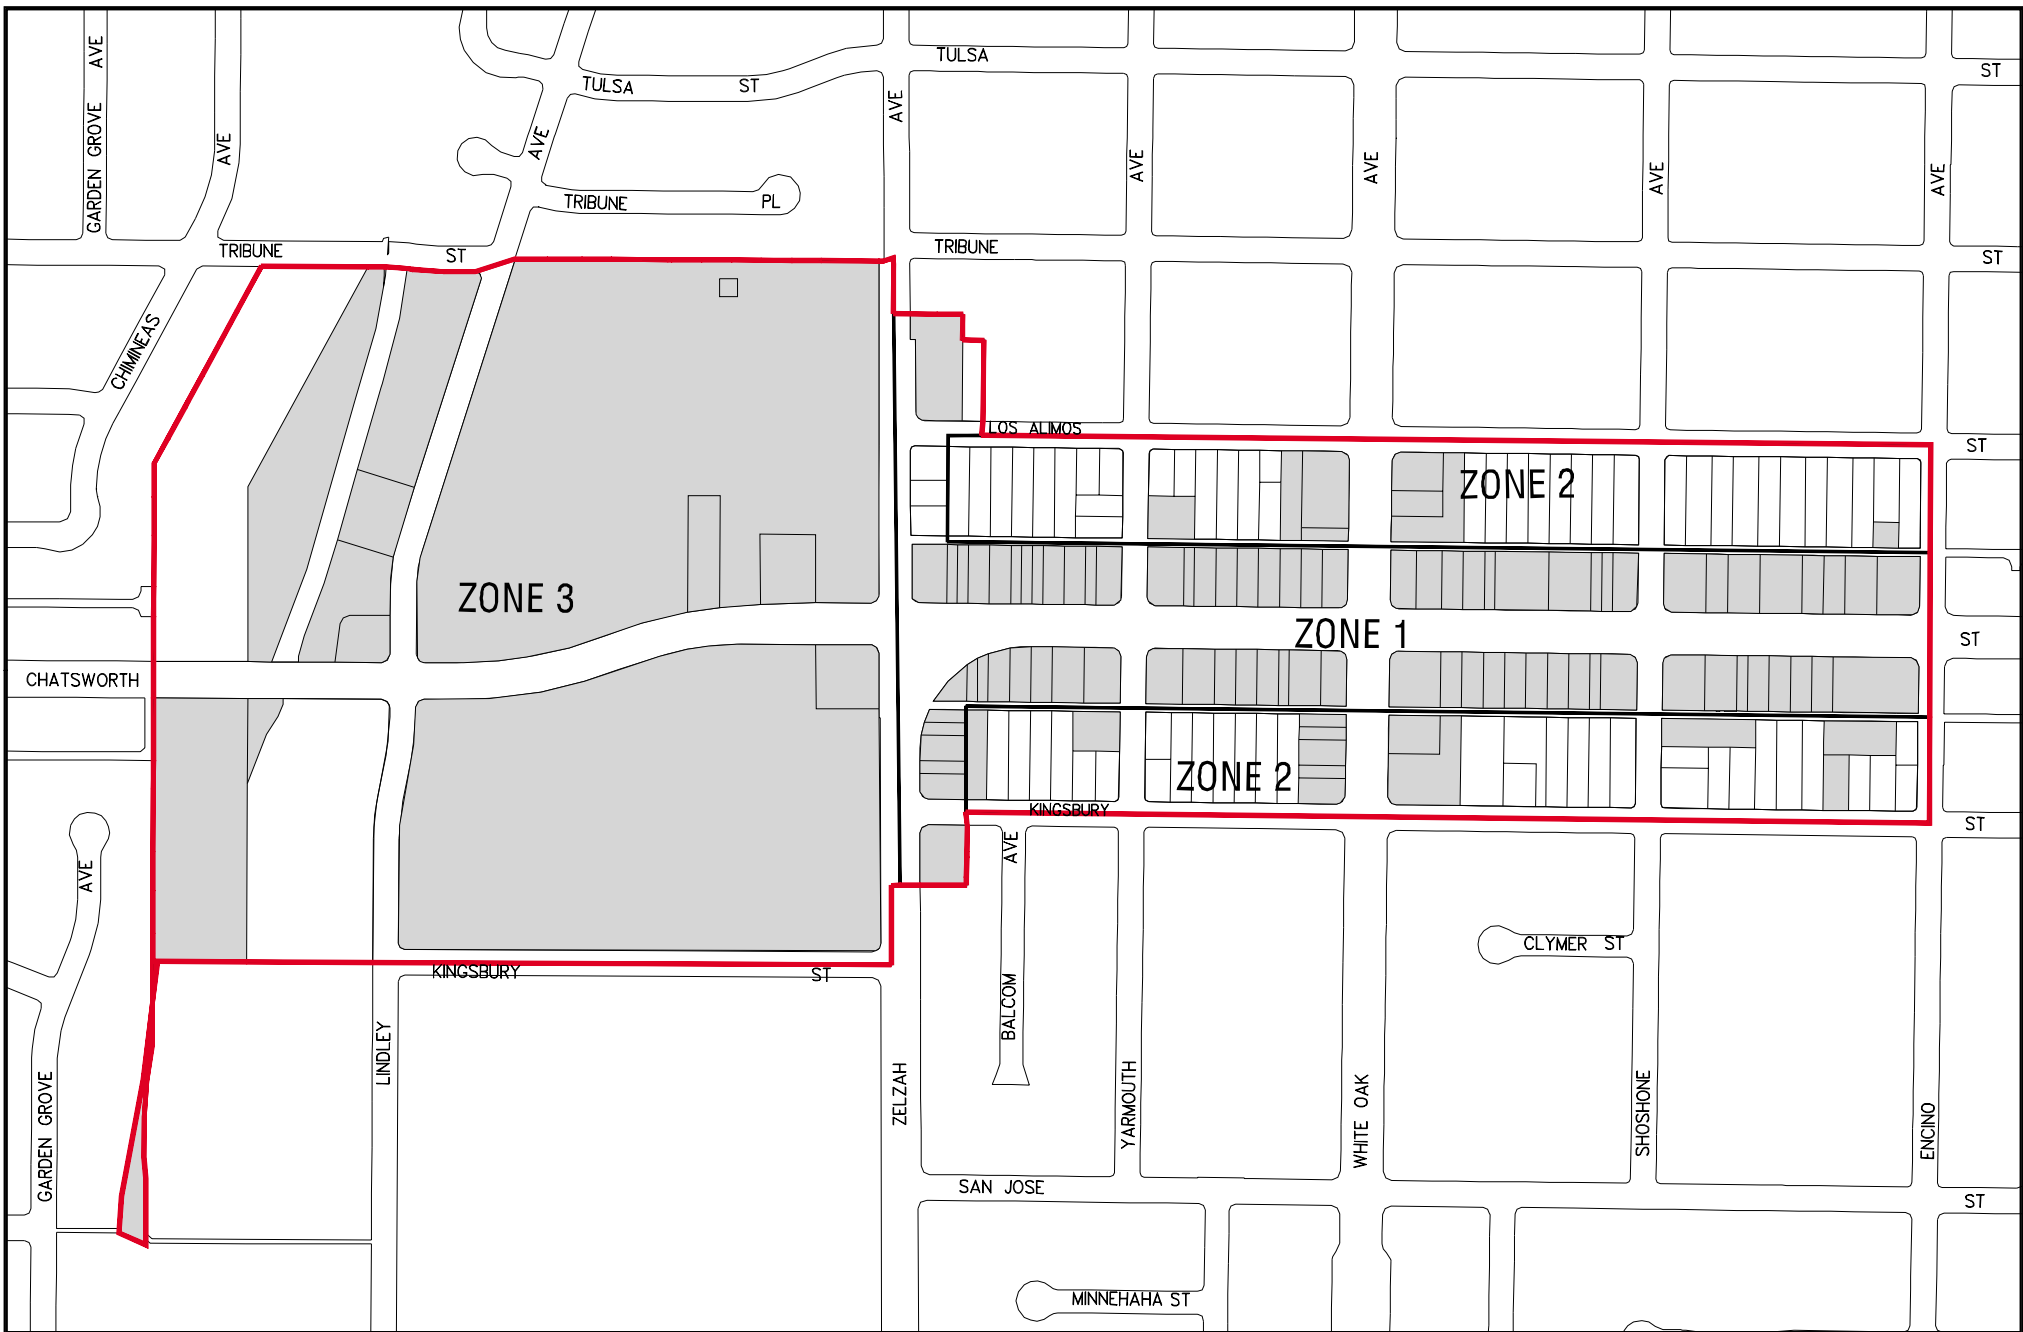 TULSA
ST
TULSA
ST
GARDEN GROVE AVE
AVE
AVE
AVE
AVE
AVE
AVE
AVE
TRIBUNE
PL
TRIBUNE
ST
TRIBUNE
ST
CHIMINEAS
LOS ALIMOS
ST
ZONE 2
ZONE 3
ZONE 1
ST
CHATSWORTH
ZONE 2
KINGSBURY
ST
AVE
AVE
CLYMER ST
KINGSBURY
ST
BALCOM
LINDLEY
ZELZAH
YARMOUTH
WHITE OAK
SHOSHONE
ENCINO
GARDEN GROVE
SAN JOSE
ST
MINNEHAHA ST